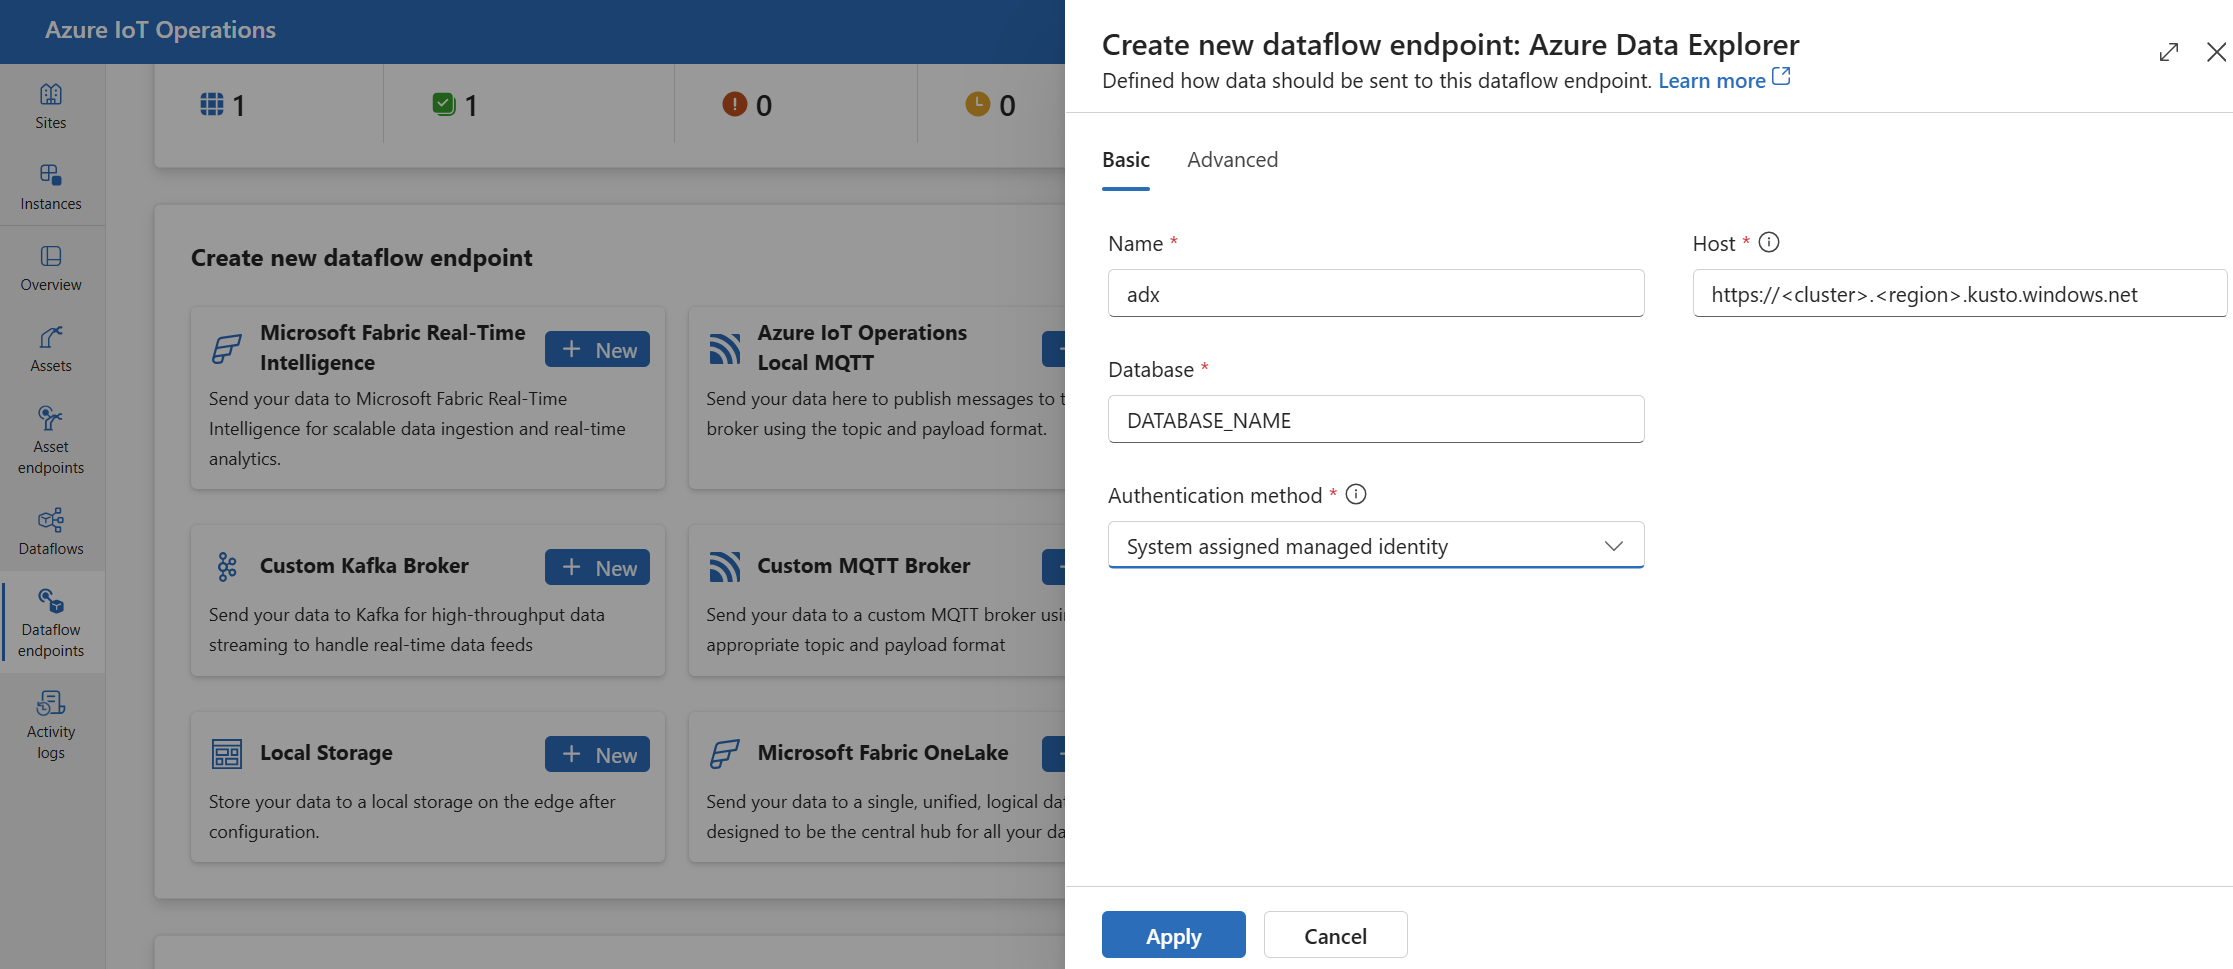 Azure IoT Operations
Sites
Instances
Overview
Assets
Asset
endpoints
Dataflows
Dataflow
endpoints
Activity
logs
1
1
0
0
Create new dataflow endpoint
Microsoft Fabric Real-Time
Intelligence
+ New
Send your data to Microsoft Fabric Real-Time
Intelligence for scalable data ingestion and real-time
analytics.
Azure IoT Operations
Local MQTT
Send your data here to publish messages to t
broker using the topic and payload format.
Custom Kafka Broker
+ New
Send your data to Kafka for high-throughput data
streaming to handle real-time data feeds
Custom MQTT Broker
Send your data to a custom MQTT broker usi
appropriate topic and payload format
Local Storage
+ New
Store your data to a local storage on the edge after
configuration.
Microsoft Fabric OneLake
Send your data to a single, unified, logical da
designed to be the central hub for all your da
Create new dataflow endpoint: Azure Data Explorer
Defined how data should be sent to this dataflow endpoint. Learn more
Basic
Advanced
Name *
adx
Host *
https://<cluster>.<region>.kusto.windows.net
Database *
DATABASE_NAME
Authentication method *
System assigned managed identity
Apply
Cancel